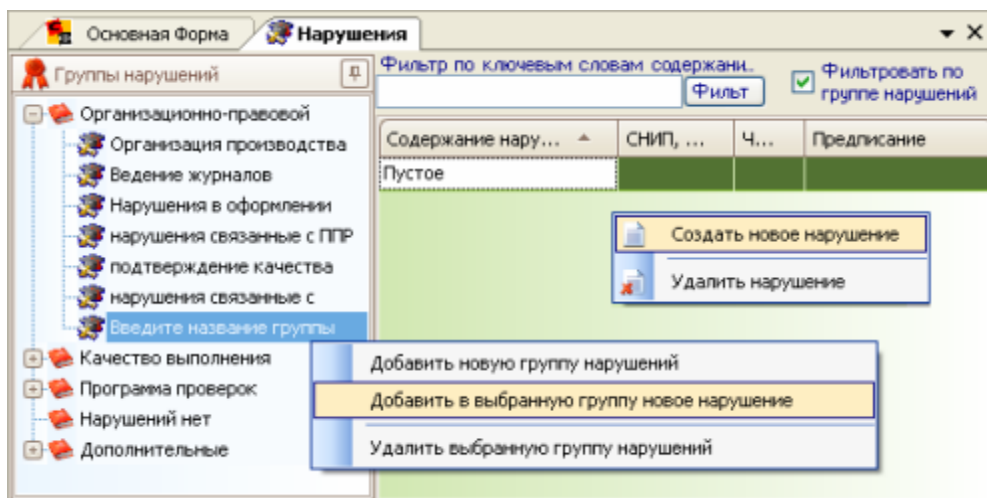 Основная Форма
Нарушения
Группы нарушений
Фильтр по ключевым словам содержани..
Фильт
Фильтровать по
группе нарушений
Организационно-правовой
Организация производства
Ведение журналов
Нарушения в оформлении
нарушения связанные с ППР
подтверждение качества
нарушения связанные с
Введите название группы
Качество выполнения
Программа проверок
Нарушений нет
Дополнительные
Содержание нару...
СНИП, ...
Ч...
Предписание
Пустое
Создать новое нарушение
Удалить нарушение
Добавить новую группу нарушений
Добавить в выбранную группу новое нарушение
Удалить выбранную группу нарушений